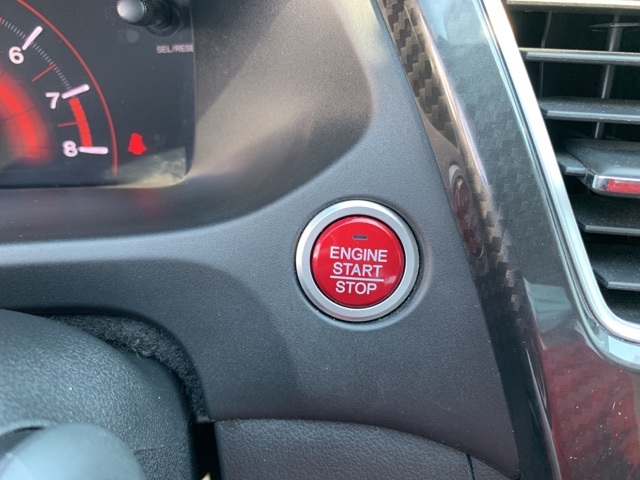 SEL/RESET
6
7
8
ENGINE
START
STOP